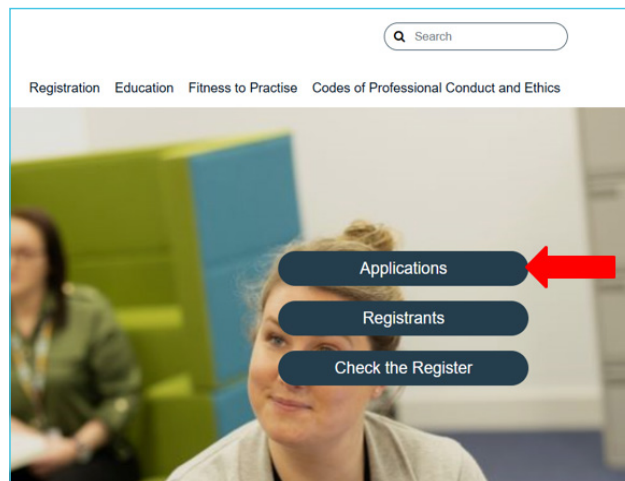 Search
Registration Education Fitness to Practise Codes of Professional Conduct and Ethics
Applications
Registrants
Check the Register